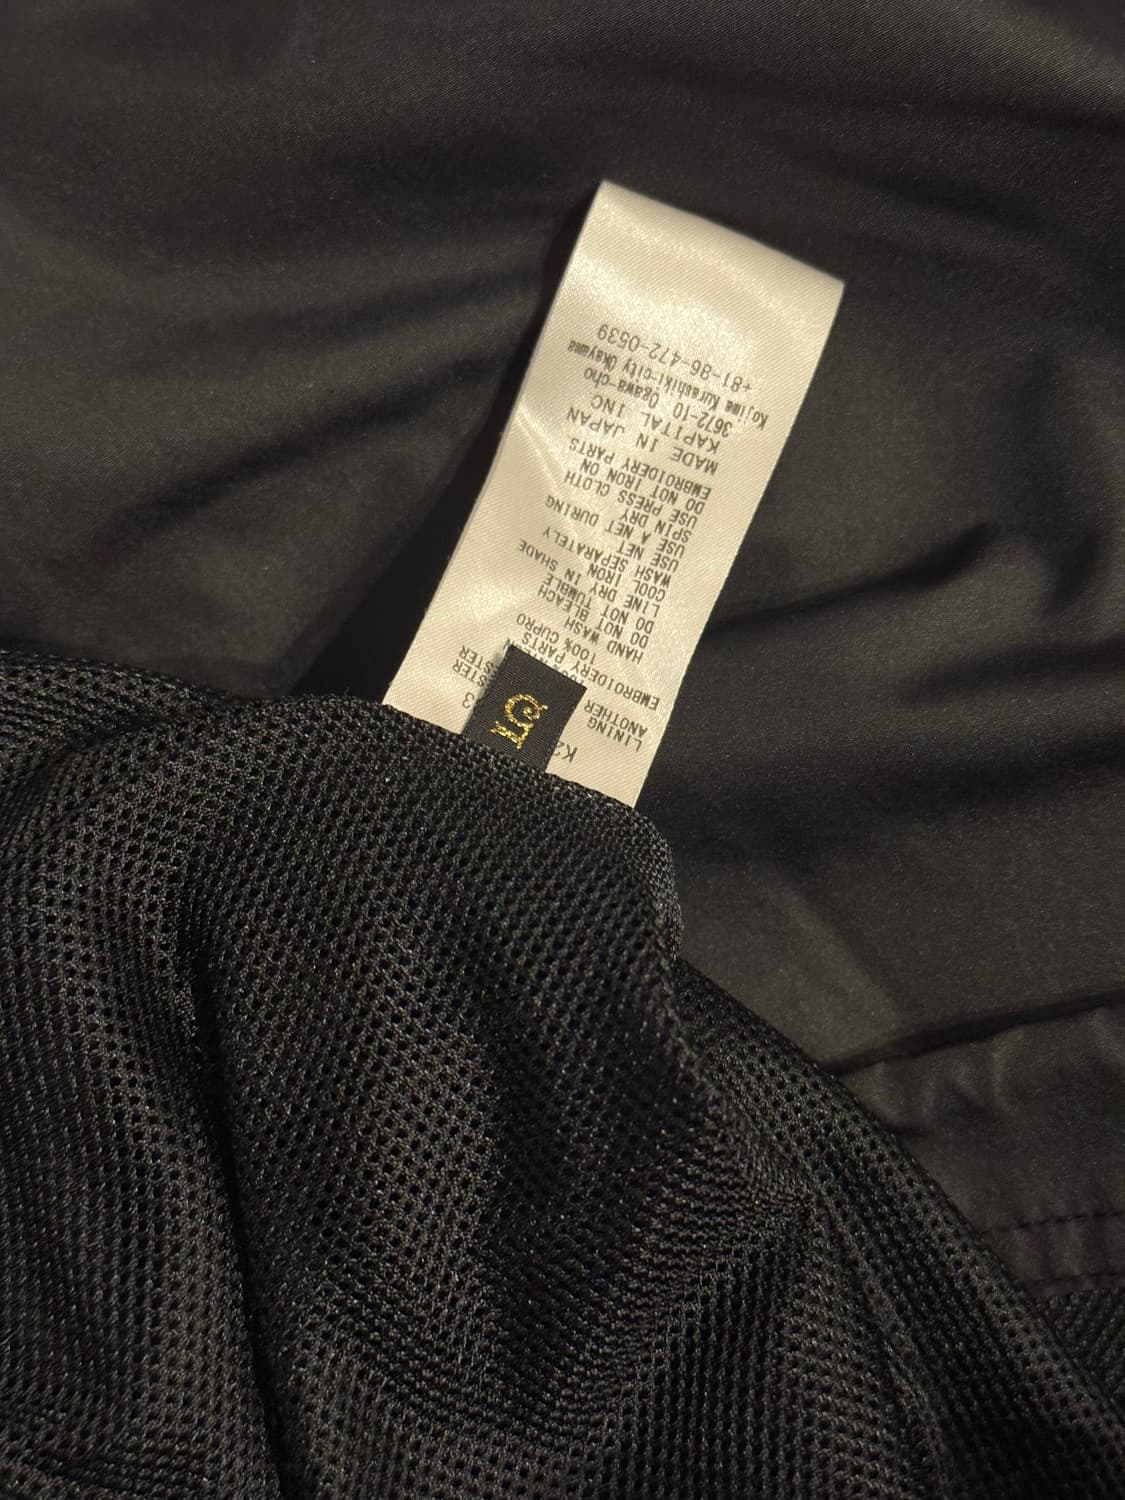 5
LINING
ANOTHER
EMBROIDERY PARTS
100% CUPRO
HAND WASH
DO NOT BLEACH
DO NOT TUMBLE
LINE DRY IN SHADE
COOL IRON
WASH SEPARATELY
USE NET
USE A NET DURING
SPIN DRY
USE PRESS CLOTH
DO NOT IRON ON
EMBROIDERY PARTS
MADE IN JAPAN
KAPITAL INC
3672-10 Ogawa-cho
Kojima Kurashiki-city Okayama
+81-86-472-0539